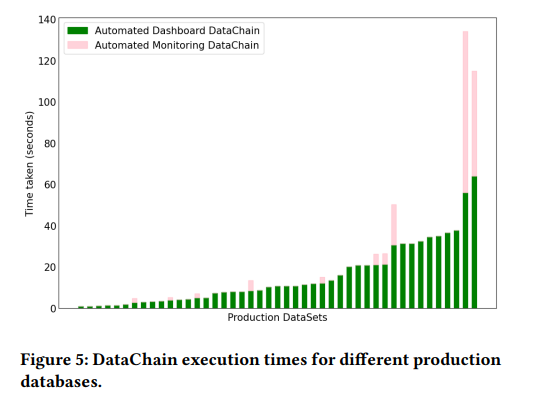 140
120
100
80
60
40
20
0
Time taken (seconds)
Automated Dashboard DataChain
Automated Monitoring DataChain
Production DataSets
Figure 5: DataChain execution times for different production
databases.